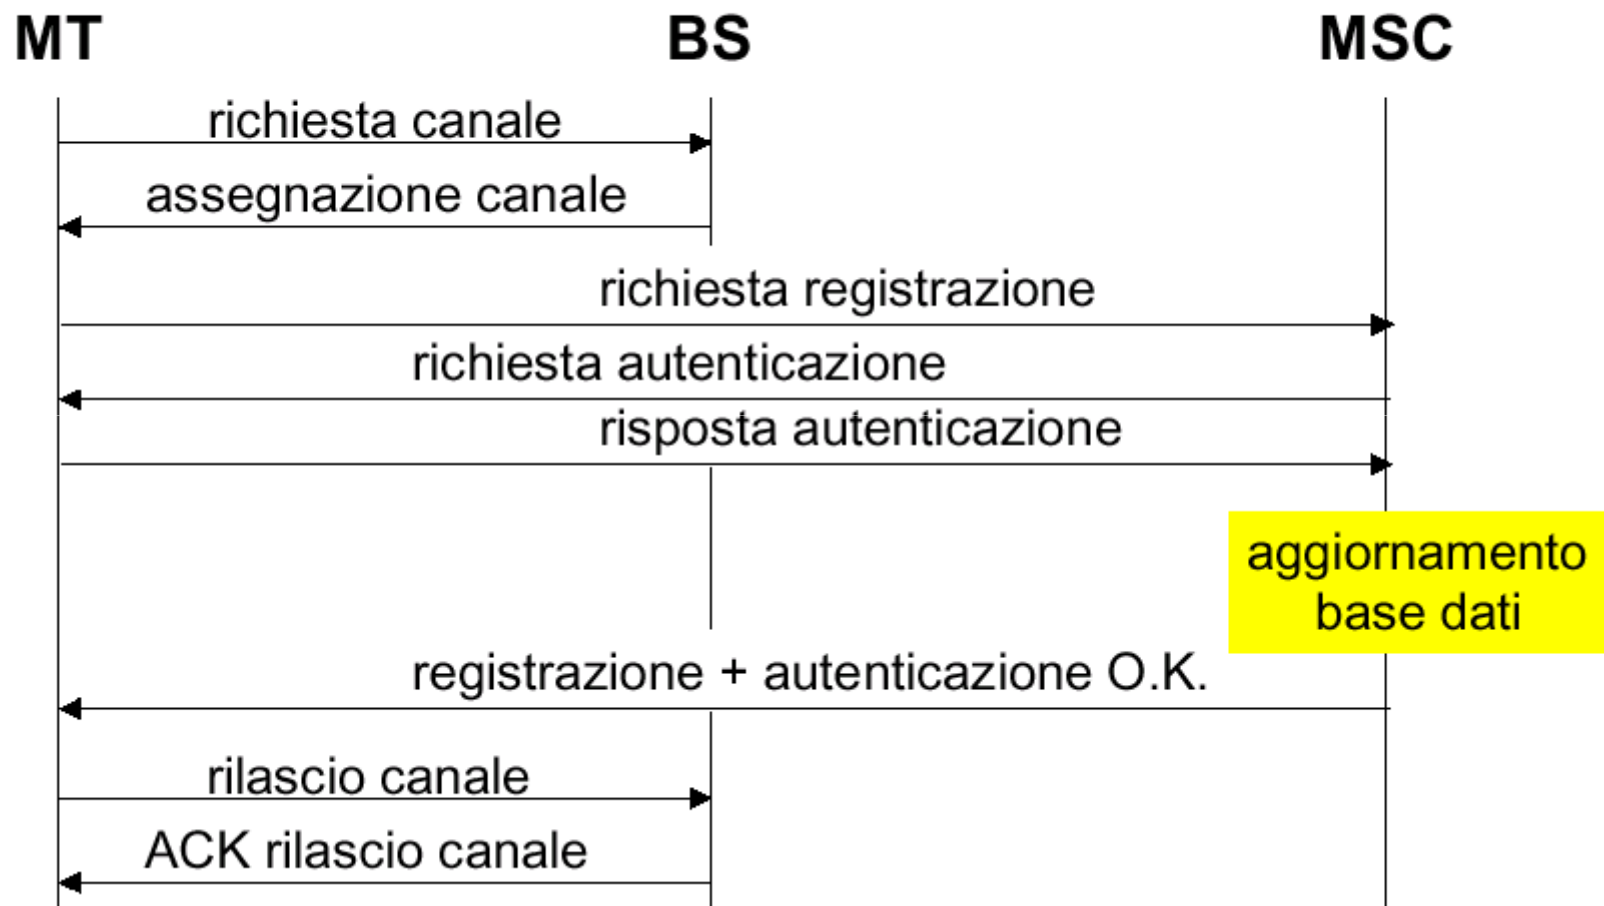 MT BS MSC
richiesta canale
assegnazione canale
richiesta registrazione
richiesta autenticazione
risposta autenticazione
aggiornamento
base dati
registrazione + autenticazione O.K.
rilascio canale
ACK rilascio canale